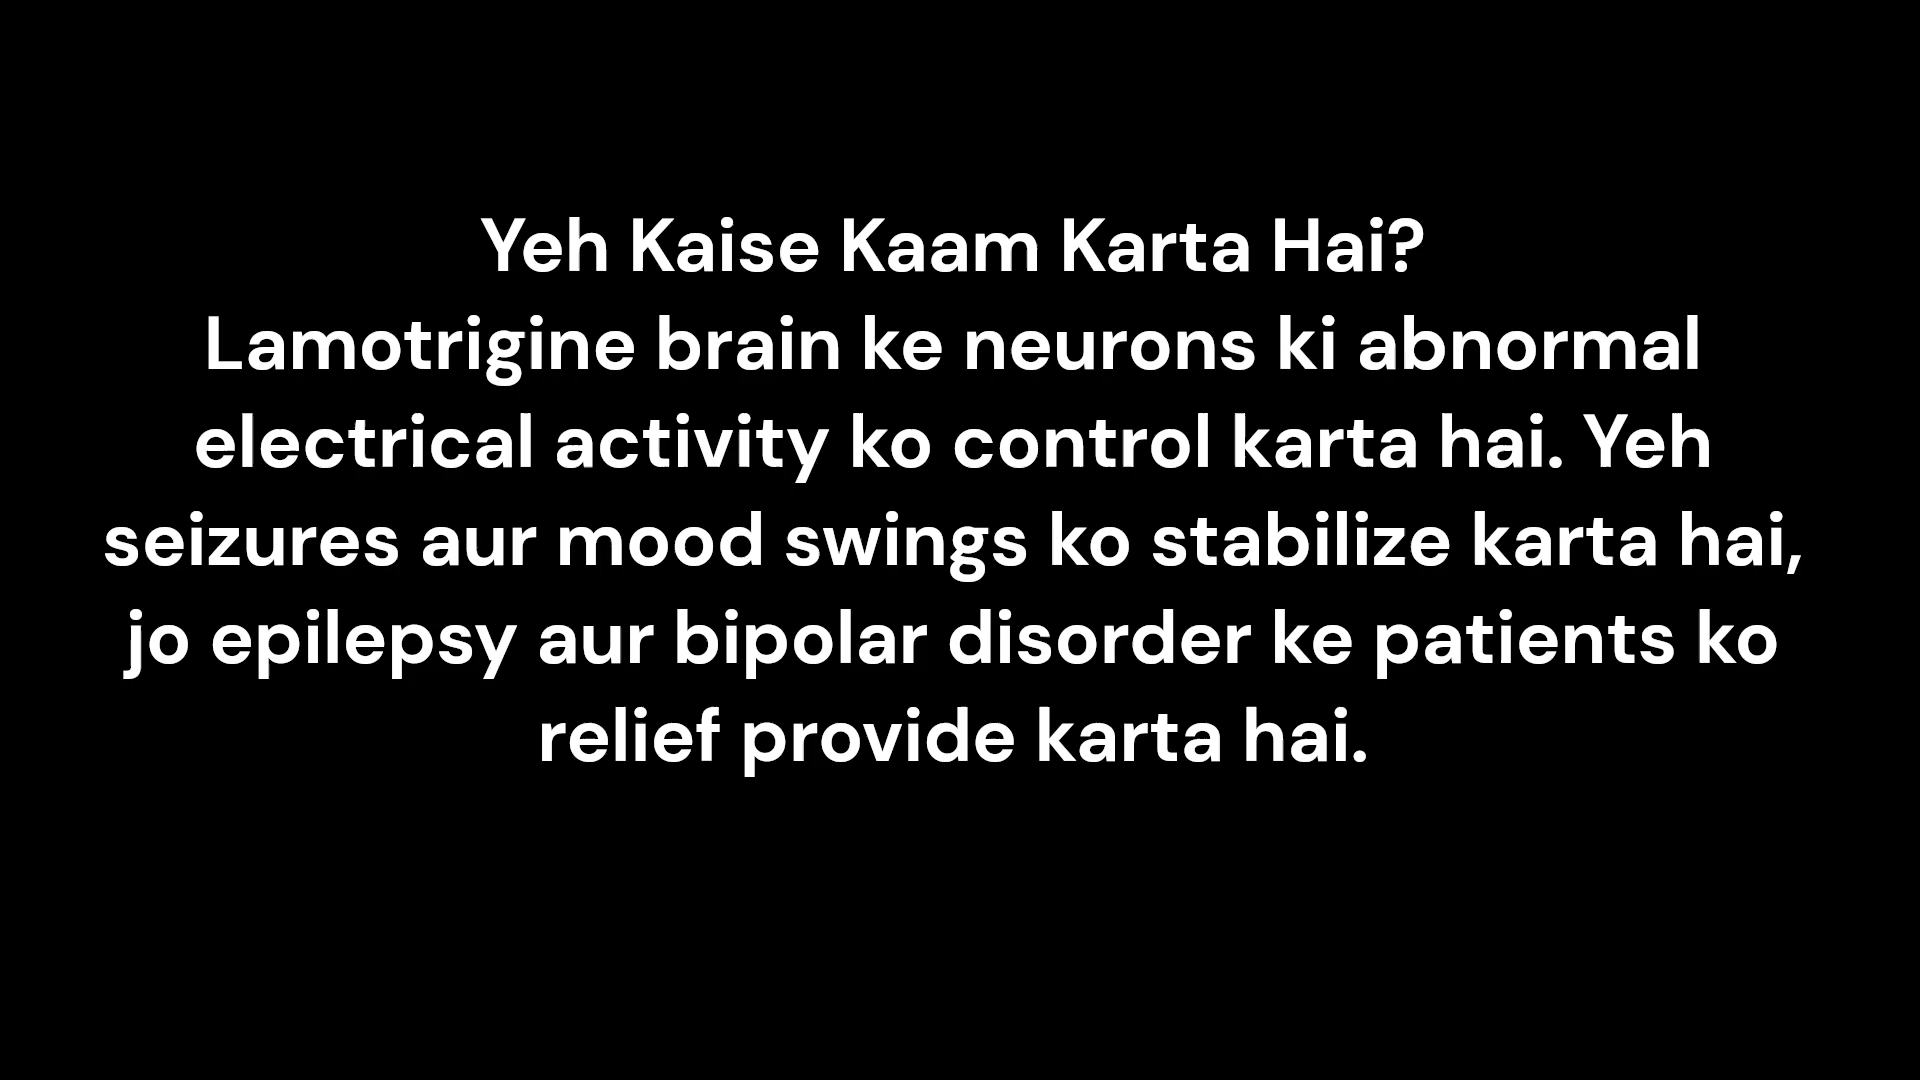 Yeh Kaise Kaam Karta Hai?
Lamotrigine brain ke neurons ki abnormal
electrical activity ko control karta hai. Yeh
seizures aur mood swings ko stabilize karta hai,
jo epilepsy aur bipolar disorder ke patients ko
relief provide karta hai.